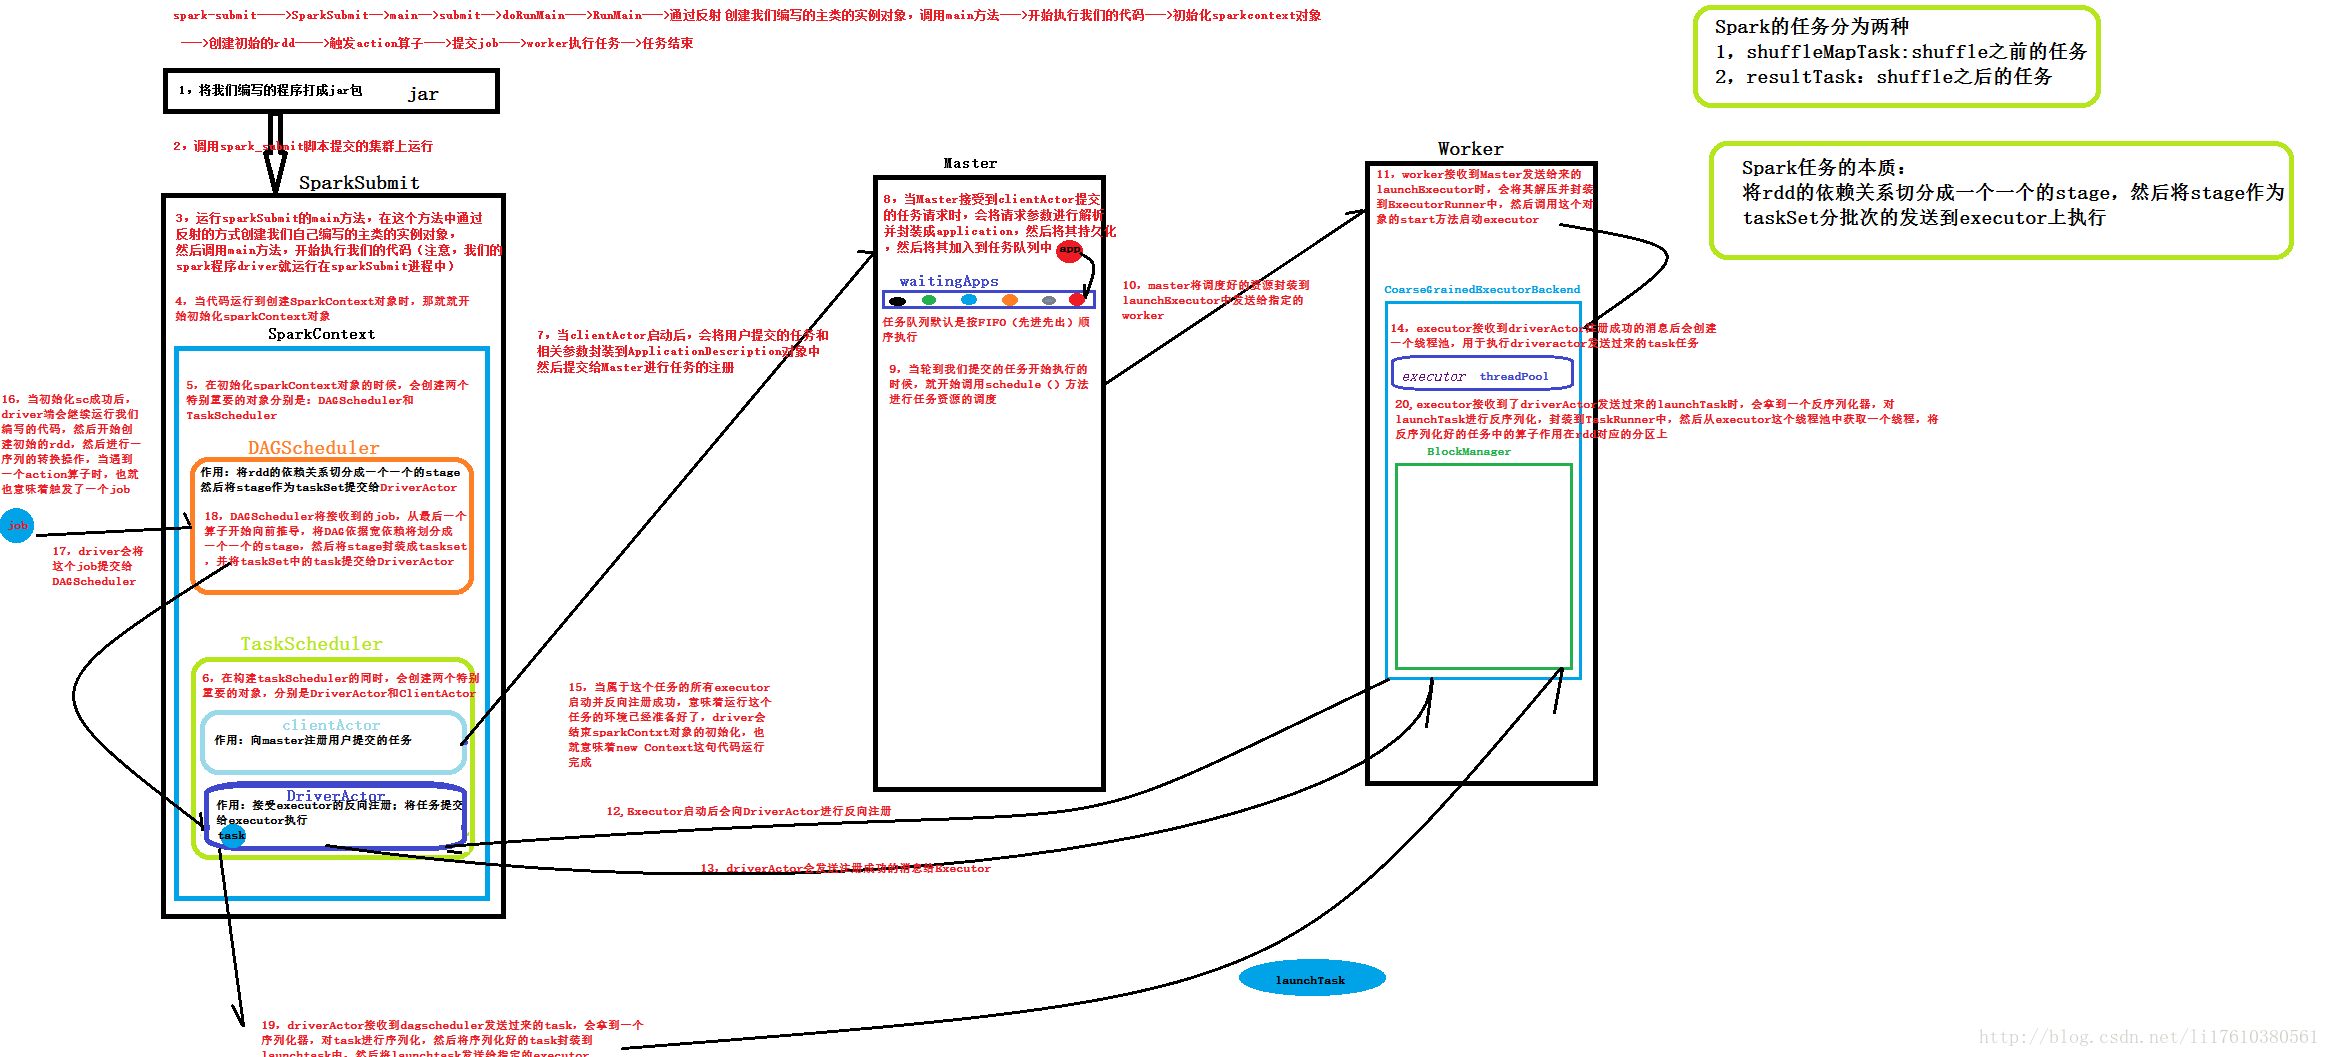 spark-submit---->SparkSubmit-->main-->submit-->doRunMain--->RunMain--->通过反射 创建我们编写的主类的实例对象，调用main方法--->开始执行我们的代码--->初始化sparkcontext对象
--->创建初始的rdd---->触发action算子--->提交job--->worker执行任务-->任务结束
Spark的任务分为两种
1，shuffleMapTask:shuffle之前的任务
2，resultTask：shuffle之后的任务
Spark任务的本质：
将rdd的依赖关系切分成一个一个的stage，然后将stage作为
taskSet分批次的发送到executor上执行
1，将我们编写的程序打成jar包
jar
2，调用spark_submit脚本提交的集群上运行
SparkSubmit
3，运行sparkSubmit的main方法，在这个方法中通过
反射的方式创建我们自己编写的主类的实例对象，
然后调用main方法，开始执行我们的代码（注意，我们的
spark程序driver就运行在sparkSubmit进程中）
4，当代码运行到创建SparkContext对象时，那就就开
始初始化sparkContext对象
SparkContext
5，在初始化sparkContext对象的时候，会创建两个
特别重要的对象分别是：DAGScheduler和
TaskScheduler
DAGScheduler
作用：将rdd的依赖关系切分成一个一个的stage
然后将stage作为taskSet提交给DriverActor
18，DAGScheduler将接收到的job，从最后一个
算子开始向前推导，将DAG依据宽依赖将划分成
一个一个的stage，然后将stage封装成taskset
，并将taskSet中的task提交给DriverActor
TaskScheduler
6，在构建taskScheduler的同时，会创建两个特别
重要的对象，分别是DriverActor和ClientActor
clientActor
作用：向master注册用户提交的任务
DriverActor
作用：接受executor的反向注册；将任务提交
给executor执行
task
16，当初始化sc成功后，
driver端会继续运行我们
编写的代码，然后开始创
建初始的rdd，然后进行一
序列的转换操作，当遇到
一个action算子时，也就
也意味着触发了一个job
job
17，driver会将
这个job提交给
DAGScheduler
7，当clientActor启动后，会将用户提交的任务和
相关参数封装到ApplicationDescription对象中
然后提交给Master进行任务的注册
Master
8，当Master接受到clientActor提交
的任务请求时，会将请求参数进行解析
并封装成application，然后将其持久化
，然后将其加入到任务队列中
app
waitingApps
任务队列默认是按FIFO（先进先出）顺
序执行
9，当轮到我们提交的任务开始执行的
时候，就开始调用schedule（）方法
进行任务资源的调度
10，master将调度好的资源封装到
launchExecutor中发送给指定的
worker
Worker
11，worker接收到Master发送给来的
launchExecutor时，会将其解压并封装
到ExecutorRunner中，然后调用这个对
象的start方法启动executor
CoarseGrainedExecutorBackend
14，executor接收到driverActor注册成功的消息后会创建
一个线程池，用于执行driveractor发送过来的task任务
executor threadPool
20,executor接收到了driverActor发送过来的launchTask时，会拿到一个反序列化器，对
launchTask进行反序列化，封装到TaskRunner中，然后从executor这个线程池中获取一个线程，将
反序列化好的任务中的算子作用在rdd对应的分区上
BlockManager
15，当属于这个任务的所有executor
启动并反向注册成功，意味着运行这个
任务的环境已经准备好了，driver会
结束sparkContxt对象的初始化，也
就意味着new Context这句代码运行
完成
12,Executor启动后会向DriverActor进行反向注册
13，driverActor会发送注册成功的消息给Executor
launchTask
19，driverActor接收到dagscheduler发送过来的task，会拿到一个
序列化器，对task进行序列化，然后将序列化好的task封装到
launchtask中，然后将launchtask发送给指定的executor
http://blog.csdn.net/li17610380561